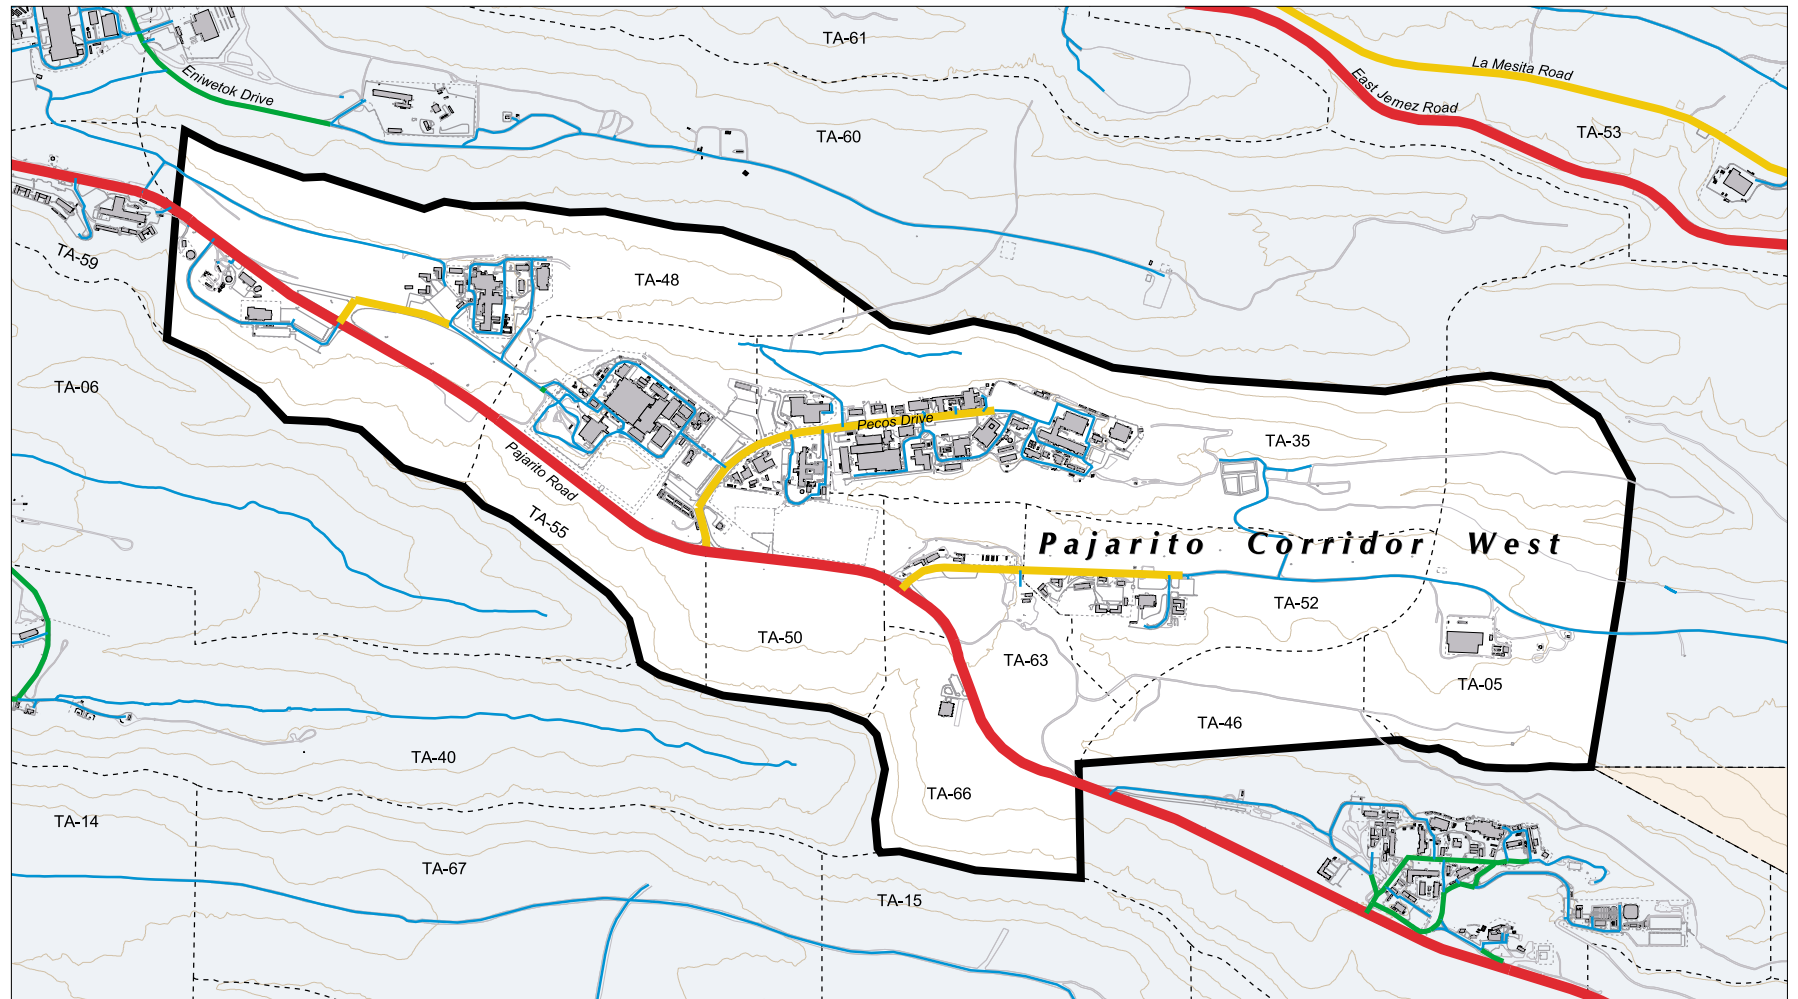 TA-61
La Mesita Road
Eniwetok Drive
East Jemez Road
TA-53
TA-60
TA-59
TA-48
TA-06
Pecos Drive
TA-35
Pajarito Road
TA-55
Pajarito Corridor West
TA-52
TA-50
TA-63
TA-05
TA-46
TA-40
TA-66
TA-14
TA-67
TA-15